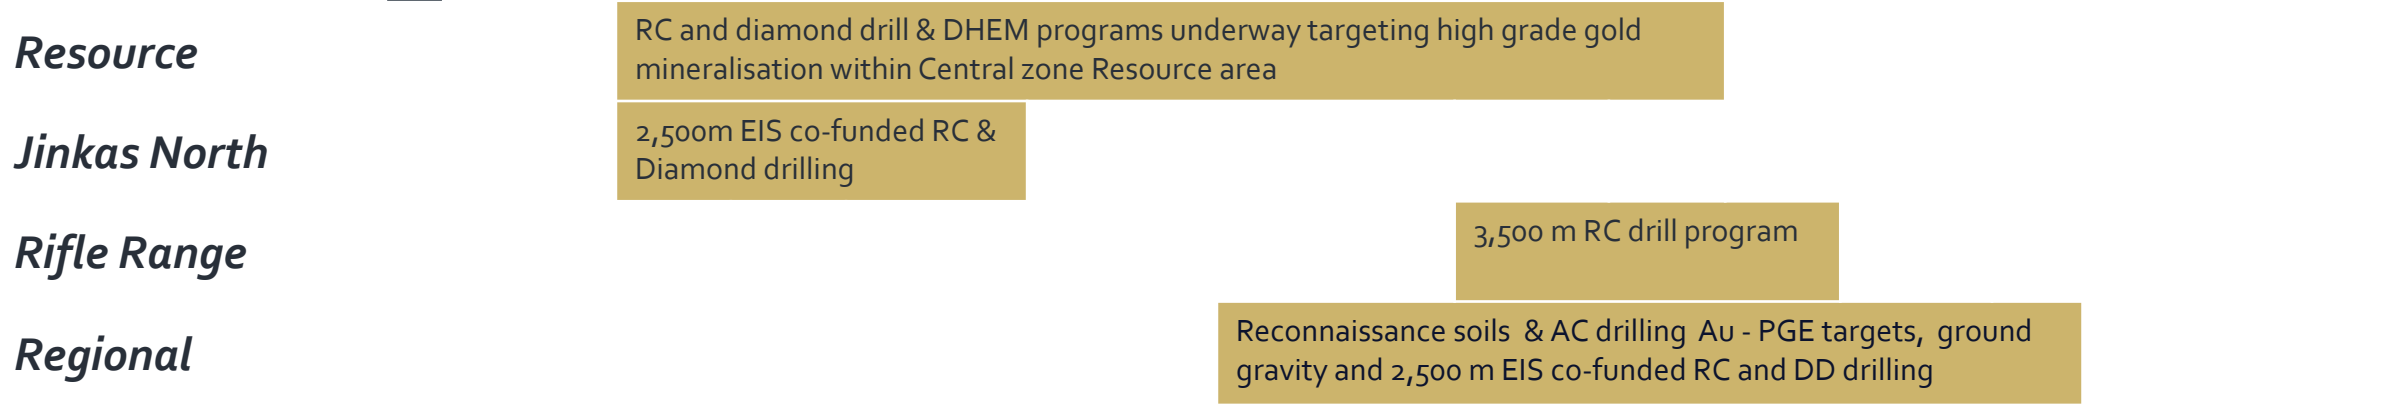 Resource
RC and diamond drill & DHEM programs underway targeting high grade gold
mineralisation within Central zone Resource area
Jinkas North
2,500m EIS co-funded RC &
Diamond drilling
Rifle Range
3,500 m RC drill program
Regional
Reconnaissance soils & AC drilling Au - PGE targets, ground
gravity and 2,500 m EIS co-funded RC and DD drilling